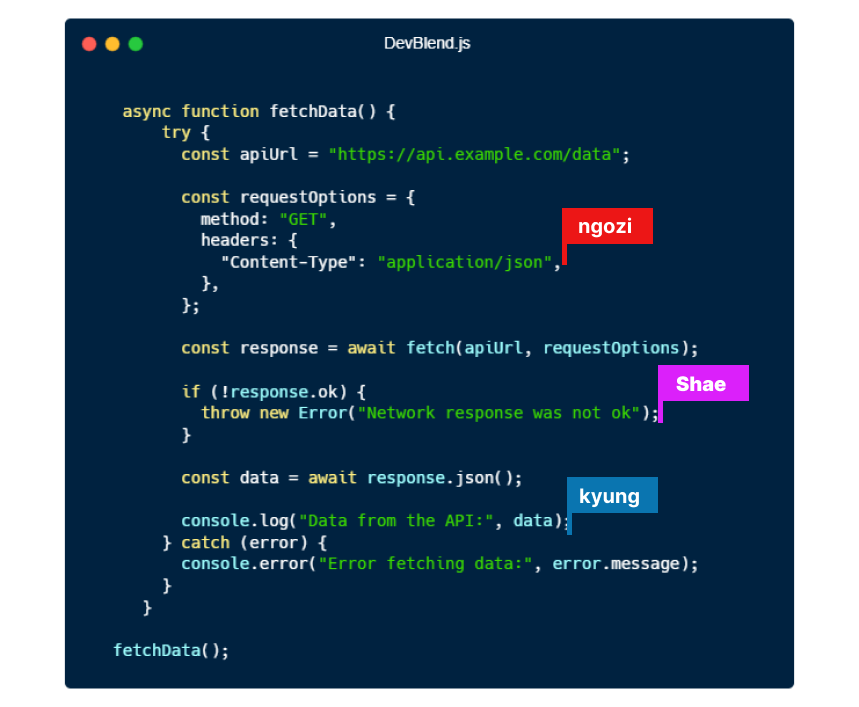 DevBlend.js
async function fetchData() {
try {
const apiUrl = "https://api.example.com/data";
const requestOptions = {
method: "GET",
ngozi
headers: {
"Content-Type": "application/json",
},
};
const response = await fetch(apiUrl, requestOptions);
Shae
if (!response.ok) {
throw new Error("Network response was not ok");
}
const data = await response.json();
kyung
console.log("Data from the API:", data);
} catch (error) {
console.error("Error fetching data:", error.message);
}
}
fetchData();